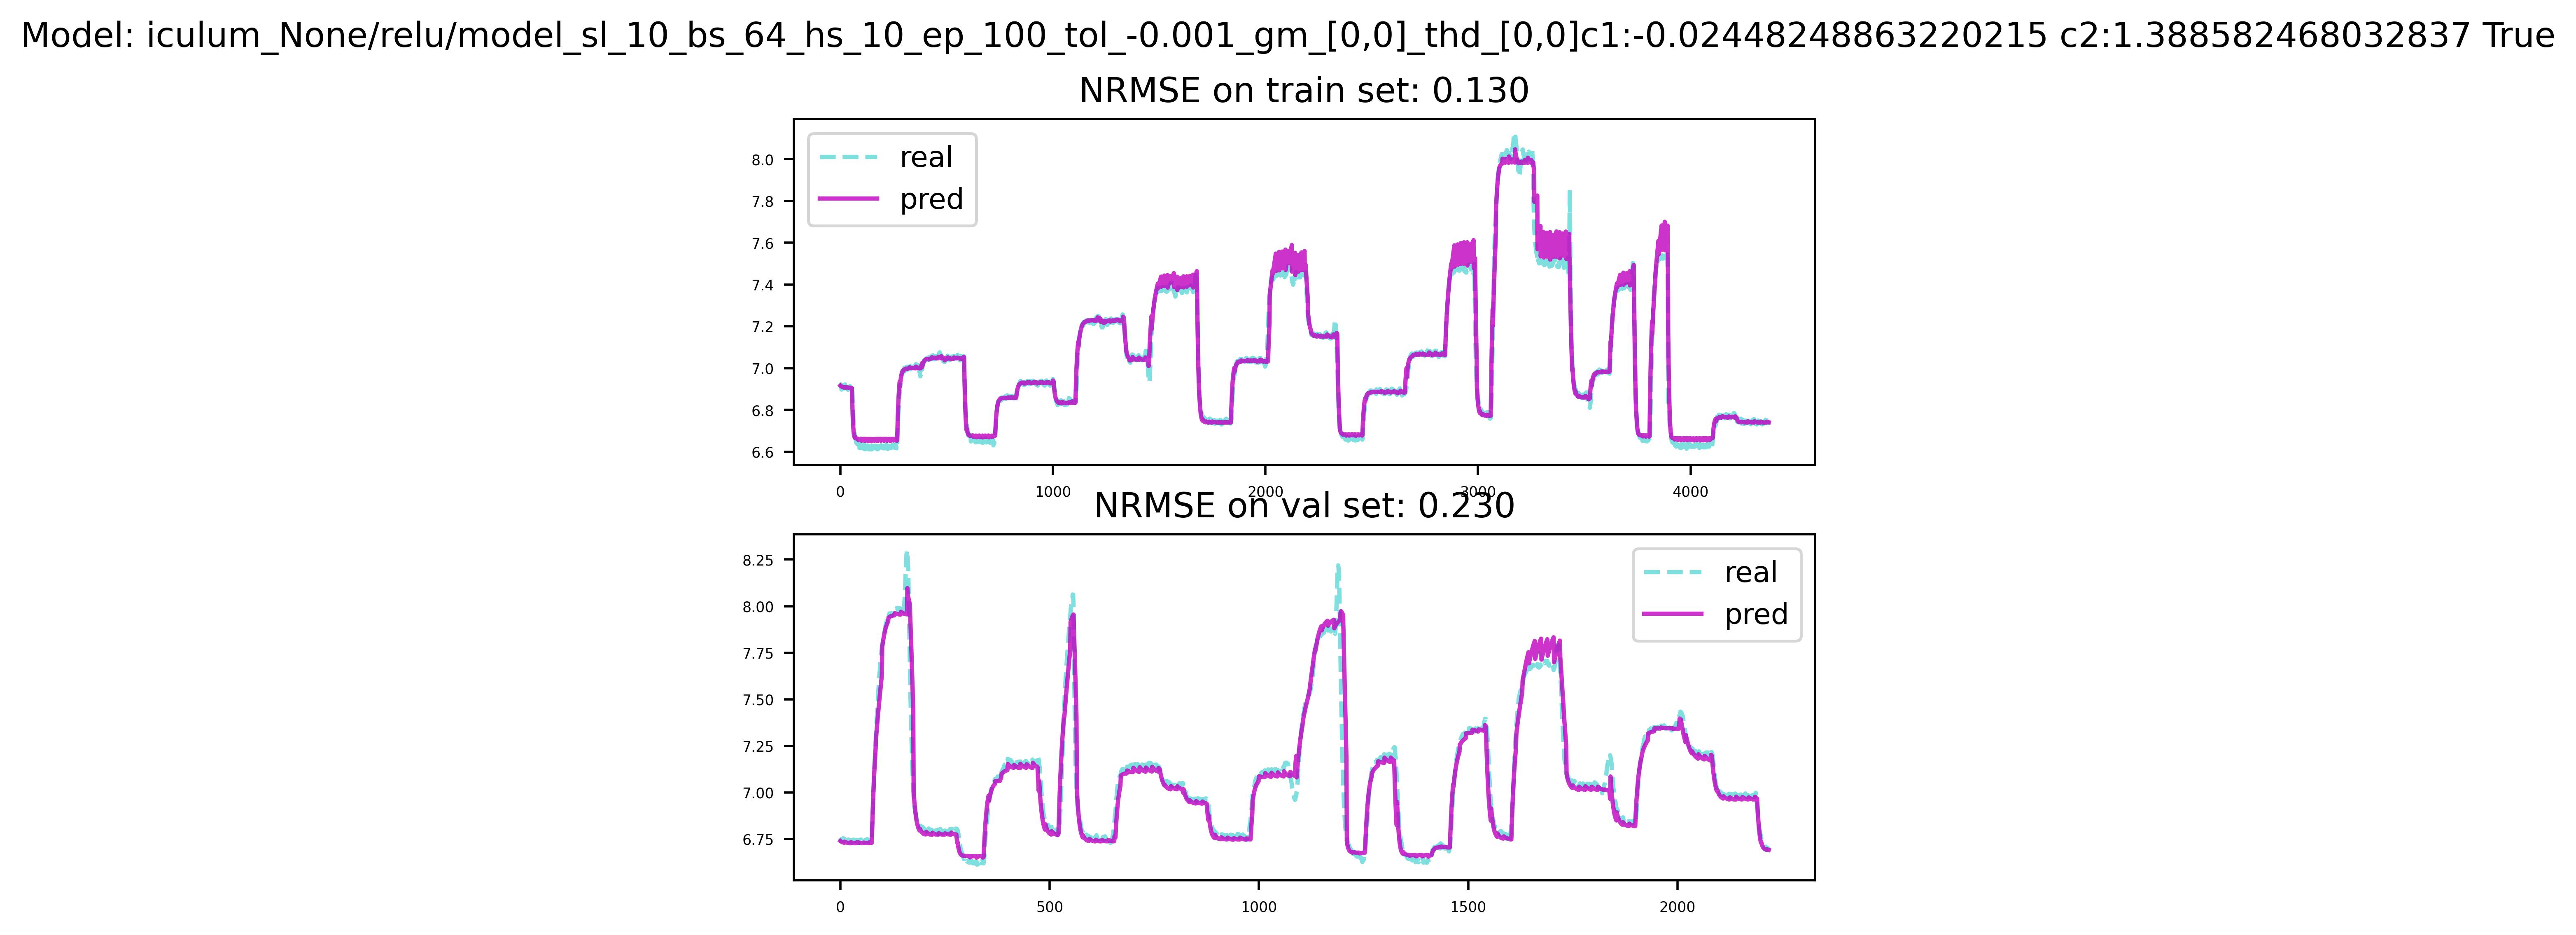 Model: iculum_None/relu/model_sl_10_bs_64_hs_10_ep_100_tol_-0.001_gm_[0,0]_thd_[0,0]c1:-0.02448248863220215 c2:1.388582468032837 True
NRMSE on train set: 0.130
real
pred
8.0
7.8
7.6
7.4
7.2
7.0
6.8
6.6
0 1000 2000 3000 4000
NRMSE on val set: 0.230
real
pred
8.25
8.00
7.75
7.50
7.25
7.00
6.75
0 500 1000 1500 2000